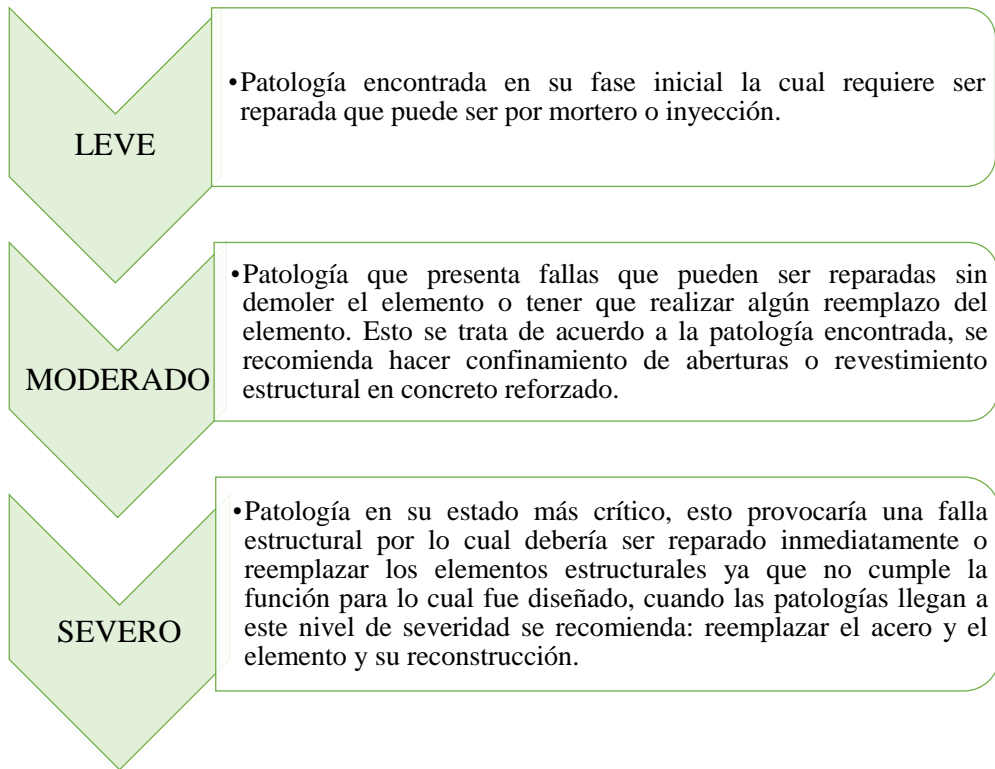 LEVE
•Patología encontrada en su fase inicial la cual requiere ser
reparada que puede ser por mortero o inyección.
MODERADO
•Patología que presenta fallas que pueden ser reparadas sin
demoler el elemento o tener que realizar algún reemplazo del
elemento. Esto se trata de acuerdo a la patología encontrada, se
recomienda hacer confinamiento de aberturas o revestimiento
estructural en concreto reforzado.
SEVERO
•Patología en su estado más crítico, esto provocaría una falla
estructural por lo cual debería ser reparado inmediatamente o
reemplazar los elementos estructurales ya que no cumple la
función para lo cual fue diseñado, cuando las patologías llegan a
este nivel de severidad se recomienda: reemplazar el acero y el
elemento y su reconstrucción.